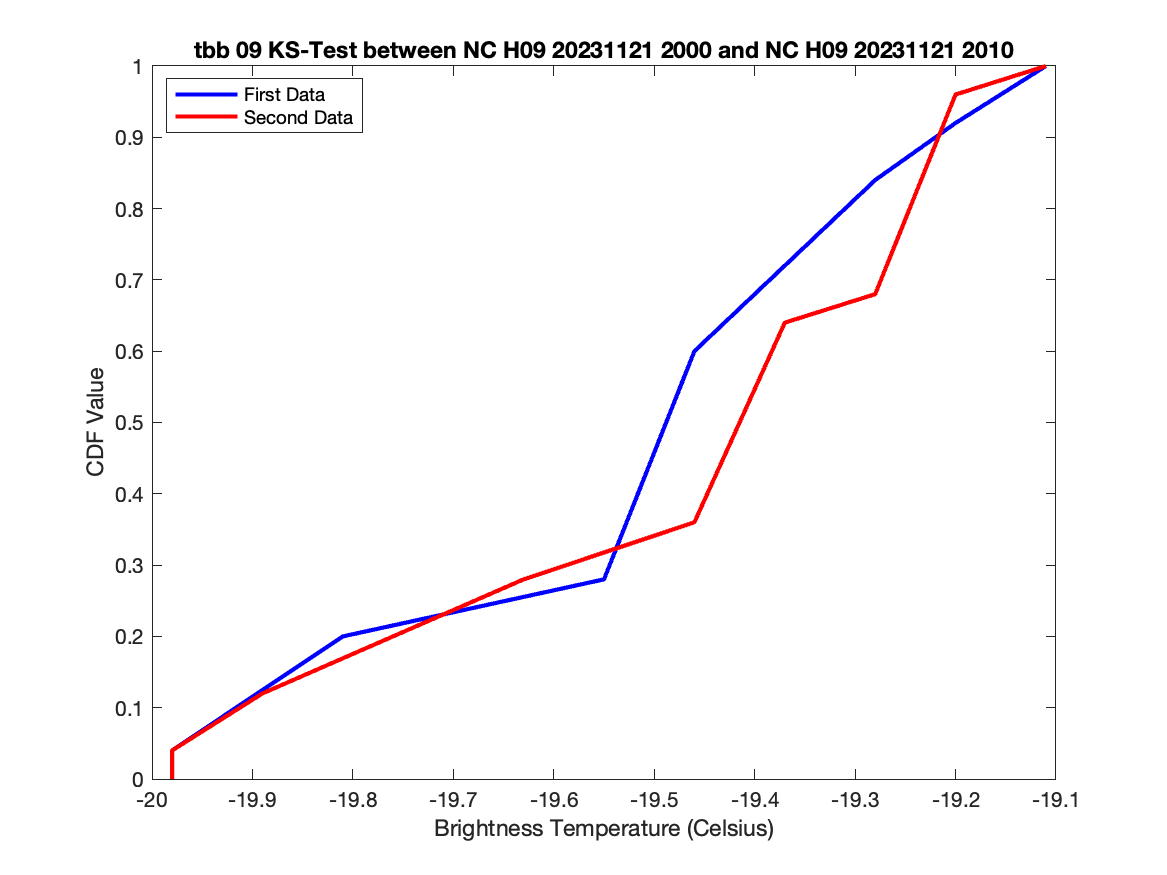 tbb 09 KS-Test between NC H09 20231121 2000 and NC H09 20231121 2010
First Data
Second Data
1
0.9
0.8
0.7
0.6
0.5
0.4
0.3
0.2
0.1
0
CDF Value
-20 -19.9 -19.8 -19.7 -19.6 -19.5 -19.4 -19.3 -19.2 -19.1
Brightness Temperature (Celsius)